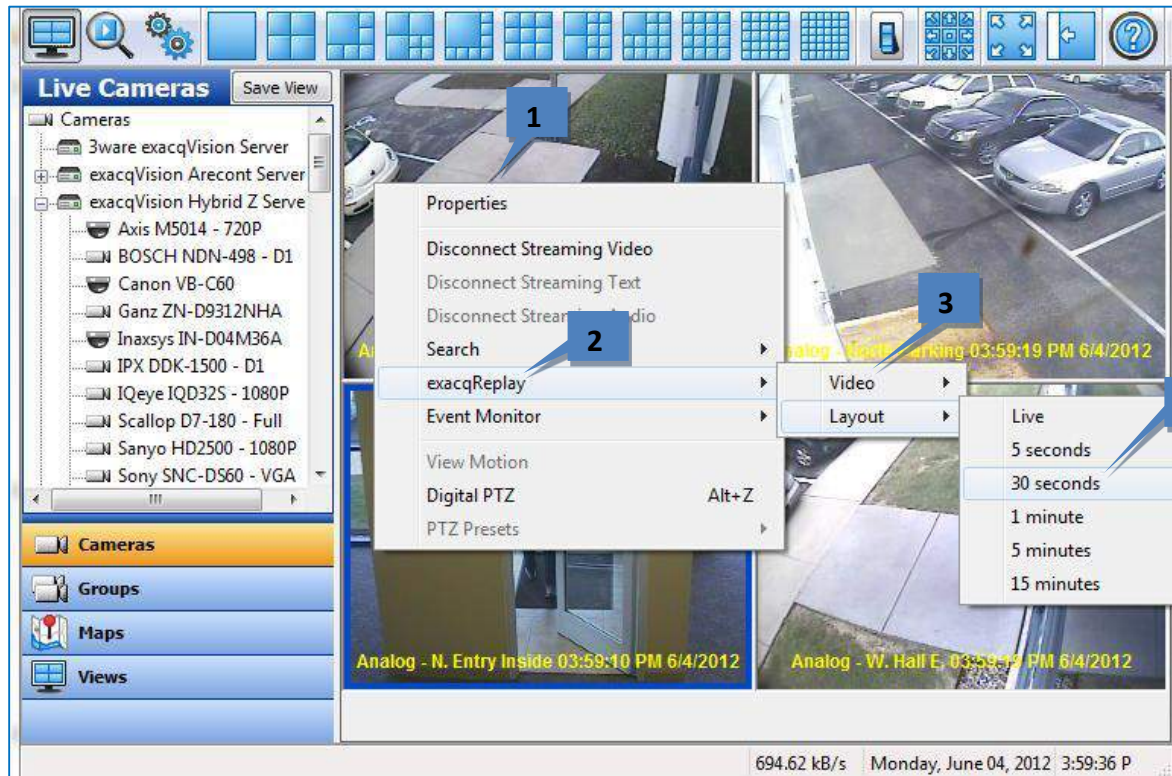 Live Cameras
Save View
Cameras
3ware exacqVision Server
exacqVision Arecont Server
exacqVision Hybrid Z Serve
Axis M5014 - 720P
BOSCH NDN-498 - D1
Canon VB-C60
Ganz ZN-D9312NHA
Inaxsys IN-D04M36A
IPX DDK-1500 - D1
IQeye IQD32S - 1080P
Scallop D7-180 - Full
Sanyo HD2500 - 1080P
Sony SNC-DS60 - VGA
Cameras
Groups
Maps
Views
1
Properties
Disconnect Streaming Video
Disconnect Streaming Text
Disconnect Streaming
2
Search
exacqReplay
Event Monitor
View Motion
Digital PTZ Alt+Z
PTZ Presets
3
Video
Layout
Live
5 seconds
30 seconds
1 minute
5 minutes
15 minutes
03:59:19 PM 6/4/2012
Analog - N. Entry Inside 03:59:10 PM 6/4/2012
Analog - W. Hall E, 03:59:19 PM 6/4/2012
694.62 kB/s Monday, June 04, 2012 3:59:36 P